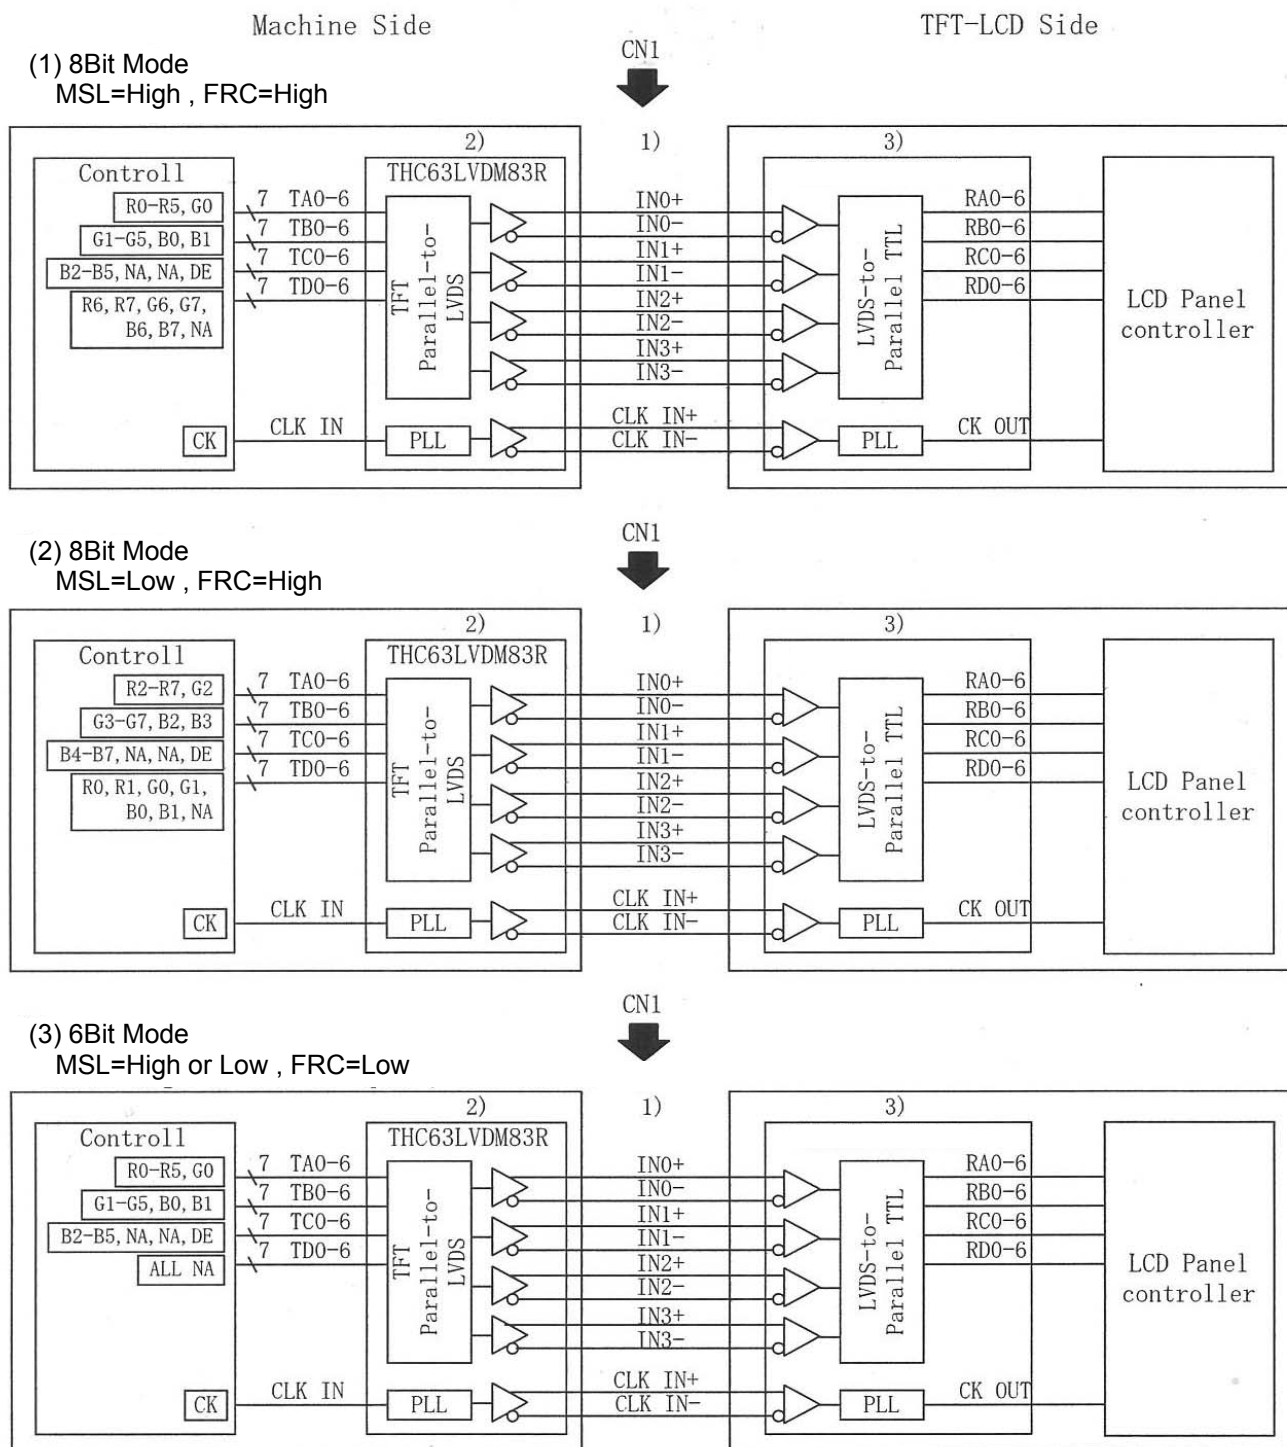 Machine Side
TFT-LCD Side
CN1
(1) 8Bit Mode
MSL=High , FRC=High
2)
1)
3)
Controll
R0-R5, G0
G1-G5, B0, B1
B2-B5, NA, NA, DE
R6, R7, G6, G7,
B6, B7, NA
CK
7 TA0-6
7 TB0-6
7 TC0-6
7 TD0-6
CLK IN
THC63LVDM83R
TFT
Parallel-to-
LVDS
PLL
IN0+
IN0-
IN1+
IN1-
IN2+
IN2-
IN3+
IN3-
CLK IN+
CLK IN-
LVDS-to-
Parallel TTL
PLL
RA0-6
RB0-6
RC0-6
RD0-6
CK OUT
LCD Panel
controller
CN1
(2) 8Bit Mode
MSL=Low , FRC=High
2)
1)
3)
Controll
R2-R7, G2
G3-G7, B2, B3
B4-B7, NA, NA, DE
R0, R1, G0, G1,
B0, B1, NA
CK
7 TA0-6
7 TB0-6
7 TC0-6
7 TD0-6
CLK IN
THC63LVDM83R
TFT
Parallel-to-
LVDS
PLL
IN0+
IN0-
IN1+
IN1-
IN2+
IN2-
IN3+
IN3-
CLK IN+
CLK IN-
LVDS-to-
Parallel TTL
PLL
RA0-6
RB0-6
RC0-6
RD0-6
CK OUT
LCD Panel
controller
CN1
(3) 6Bit Mode
MSL=High or Low , FRC=Low
2)
1)
3)
Controll
R0-R5, G0
G1-G5, B0, B1
B2-B5, NA, NA, DE
ALL NA
CK
7 TA0-6
7 TB0-6
7 TC0-6
7 TD0-6
CLK IN
THC63LVDM83R
TFT
Parallel-to-
LVDS
PLL
IN0+
IN0-
IN1+
IN1-
IN2+
IN2-
IN3+
IN3-
CLK IN+
CLK IN-
LVDS-to-
Parallel TTL
PLL
RA0-6
RB0-6
RC0-6
RD0-6
CK OUT
LCD Panel
controller